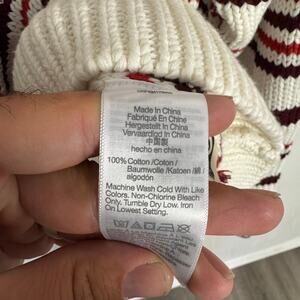 Made In China
Fabriqué En Chine
Hergestellt In China
Vervaardigd In China
中国製
hecho en china
100% Cotton /Coton /
Baumwolle /Katoen /綿 /
algodón
Machine Wash Cold With Like
Colors. Non-Chlorine Bleach
Only. Tumble Dry Low. Iron
On Lowest Setting.